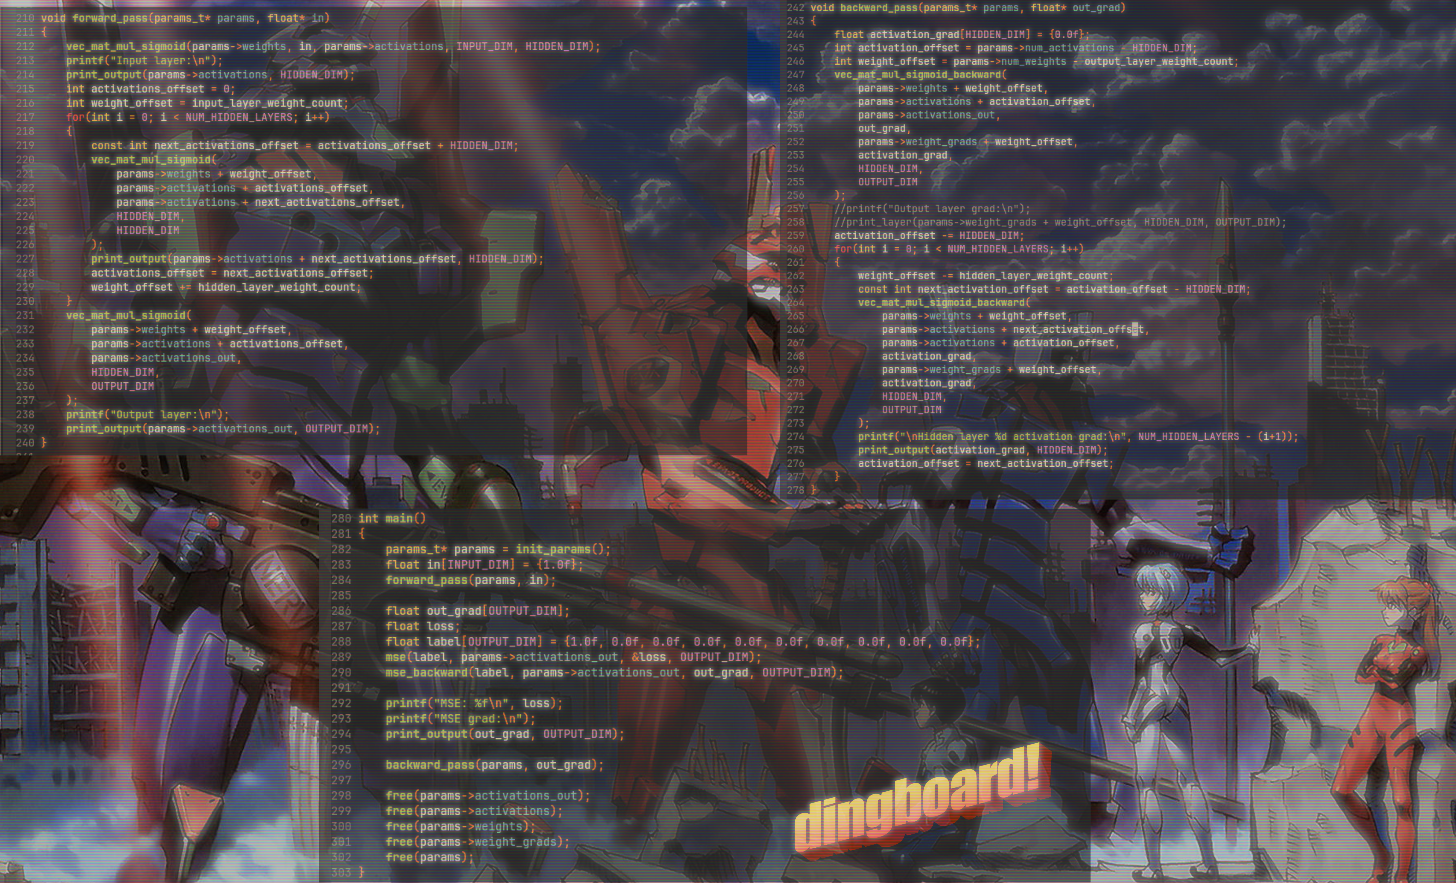 210 void forward_pass(params_t* params, float* in)
211 {
212 vec_mat_mul_sigmoid(params->weights, in, params->activations, INPUT_DIM, HIDDEN_DIM);
213 printf("Input layer:\n");
214 print_output(params->activations, HIDDEN_DIM);
215 int activations_offset = 0;
216 int weight_offset = input_layer_weight_count;
217 for(int i = 0; i < NUM_HIDDEN_LAYERS; i++)
218 {
219 const int next_activations_offset = activations_offset + HIDDEN_DIM;
220 vec_mat_mul_sigmoid(
221 params->weights + weight_offset,
222 params->activations + activations_offset,
223 params->activations + next_activations_offset,
224 HIDDEN_DIM,
225 HIDDEN_DIM
226 );
227 print_output(params->activations + next_activations_offset, HIDDEN_DIM);
228 activations_offset = next_activations_offset;
229 weight_offset += hidden_layer_weight_count;
230 }
231 vec_mat_mul_sigmoid(
232 params->weights + weight_offset,
233 params->activations + activations_offset,
234 params->activations_out,
235 HIDDEN_DIM,
236 OUTPUT_DIM
237 );
238 printf("Output layer:\n");
239 print_output(params->activations_out, OUTPUT_DIM);
240 }
242 void backward_pass(params_t* params, float* out_grad)
243 {
244 float activation_grad[HIDDEN_DIM] = {0.0f};
245 int activation_offset = params->num_activations - HIDDEN_DIM;
246 int weight_offset = params->num_weights - output_layer_weight_count;
247 vec_mat_mul_sigmoid_backward(
248 params->weights + weight_offset,
249 params->activations + activation_offset,
250 params->activations_out,
251 out_grad,
252 params->weight_grads + weight_offset,
253 activation_grad,
254 HIDDEN_DIM,
255 OUTPUT_DIM
256 );
257 //printf("Output layer grad:\n");
258 //print_layer(params->weight_grads + weight_offset, HIDDEN_DIM, OUTPUT_DIM);
259 activation_offset -= HIDDEN_DIM;
260 for(int i = 0; i < NUM_HIDDEN_LAYERS; i++)
261 {
262 weight_offset -= hidden_layer_weight_count;
263 const int next_activation_offset = activation_offset - HIDDEN_DIM;
264 vec_mat_mul_sigmoid_backward(
265 params->weights + weight_offset,
266 params->activations + next_activation_offset,
267 params->activations + activation_offset,
268 activation_grad,
269 params->weight_grads + weight_offset,
270 activation_grad,
271 HIDDEN_DIM,
272 OUTPUT_DIM
273 );
274 printf("\nHidden layer %d activation grad:\n", NUM_HIDDEN_LAYERS - (i+1));
275 print_output(activation_grad, HIDDEN_DIM);
276 activation_offset = next_activation_offset;
277 }
278 }
280 int main()
281 {
282 params_t* params = init_params();
283 float in[INPUT_DIM] = {1.0f};
284 forward_pass(params, in);
285
286 float out_grad[OUTPUT_DIM];
287 float loss;
288 float label[OUTPUT_DIM] = {1.0f, 0.0f, 0.0f, 0.0f, 0.0f, 0.0f, 0.0f, 0.0f, 0.0f, 0.0f};
289 mse(label, params->activations_out, &loss, OUTPUT_DIM);
290 mse_backward(label, params->activations_out, out_grad, OUTPUT_DIM);
291
292 printf("MSE: %f\n", loss);
293 printf("MSE grad:\n");
294 print_output(out_grad, OUTPUT_DIM);
295
296 backward_pass(params, out_grad);
297
298 free(params->activations_out);
299 free(params->activations);
300 free(params->weights);
301 free(params->weight_grads);
302 free(params);
303 }
dingboard!